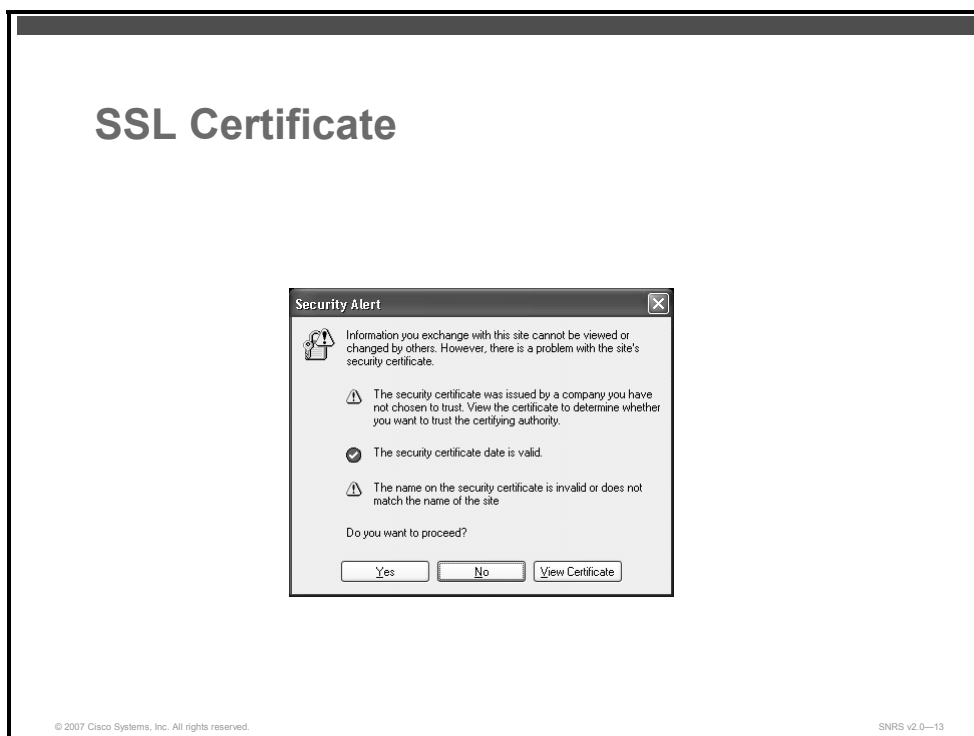 SSL Certificate
Security Alert
Information you exchange with this site cannot be viewed or
changed by others. However, there is a problem with the site's
security certificate.
The security certificate was issued by a company you have
not chosen to trust. View the certificate to determine whether
you want to trust the certifying authority.
The security certificate date is valid.
The name on the security certificate is invalid or does not
match the name of the site
Do you want to proceed?
Yes
No
View Certificate
© 2007 Cisco Systems, Inc. All rights reserved.
SNRS v2.0—13